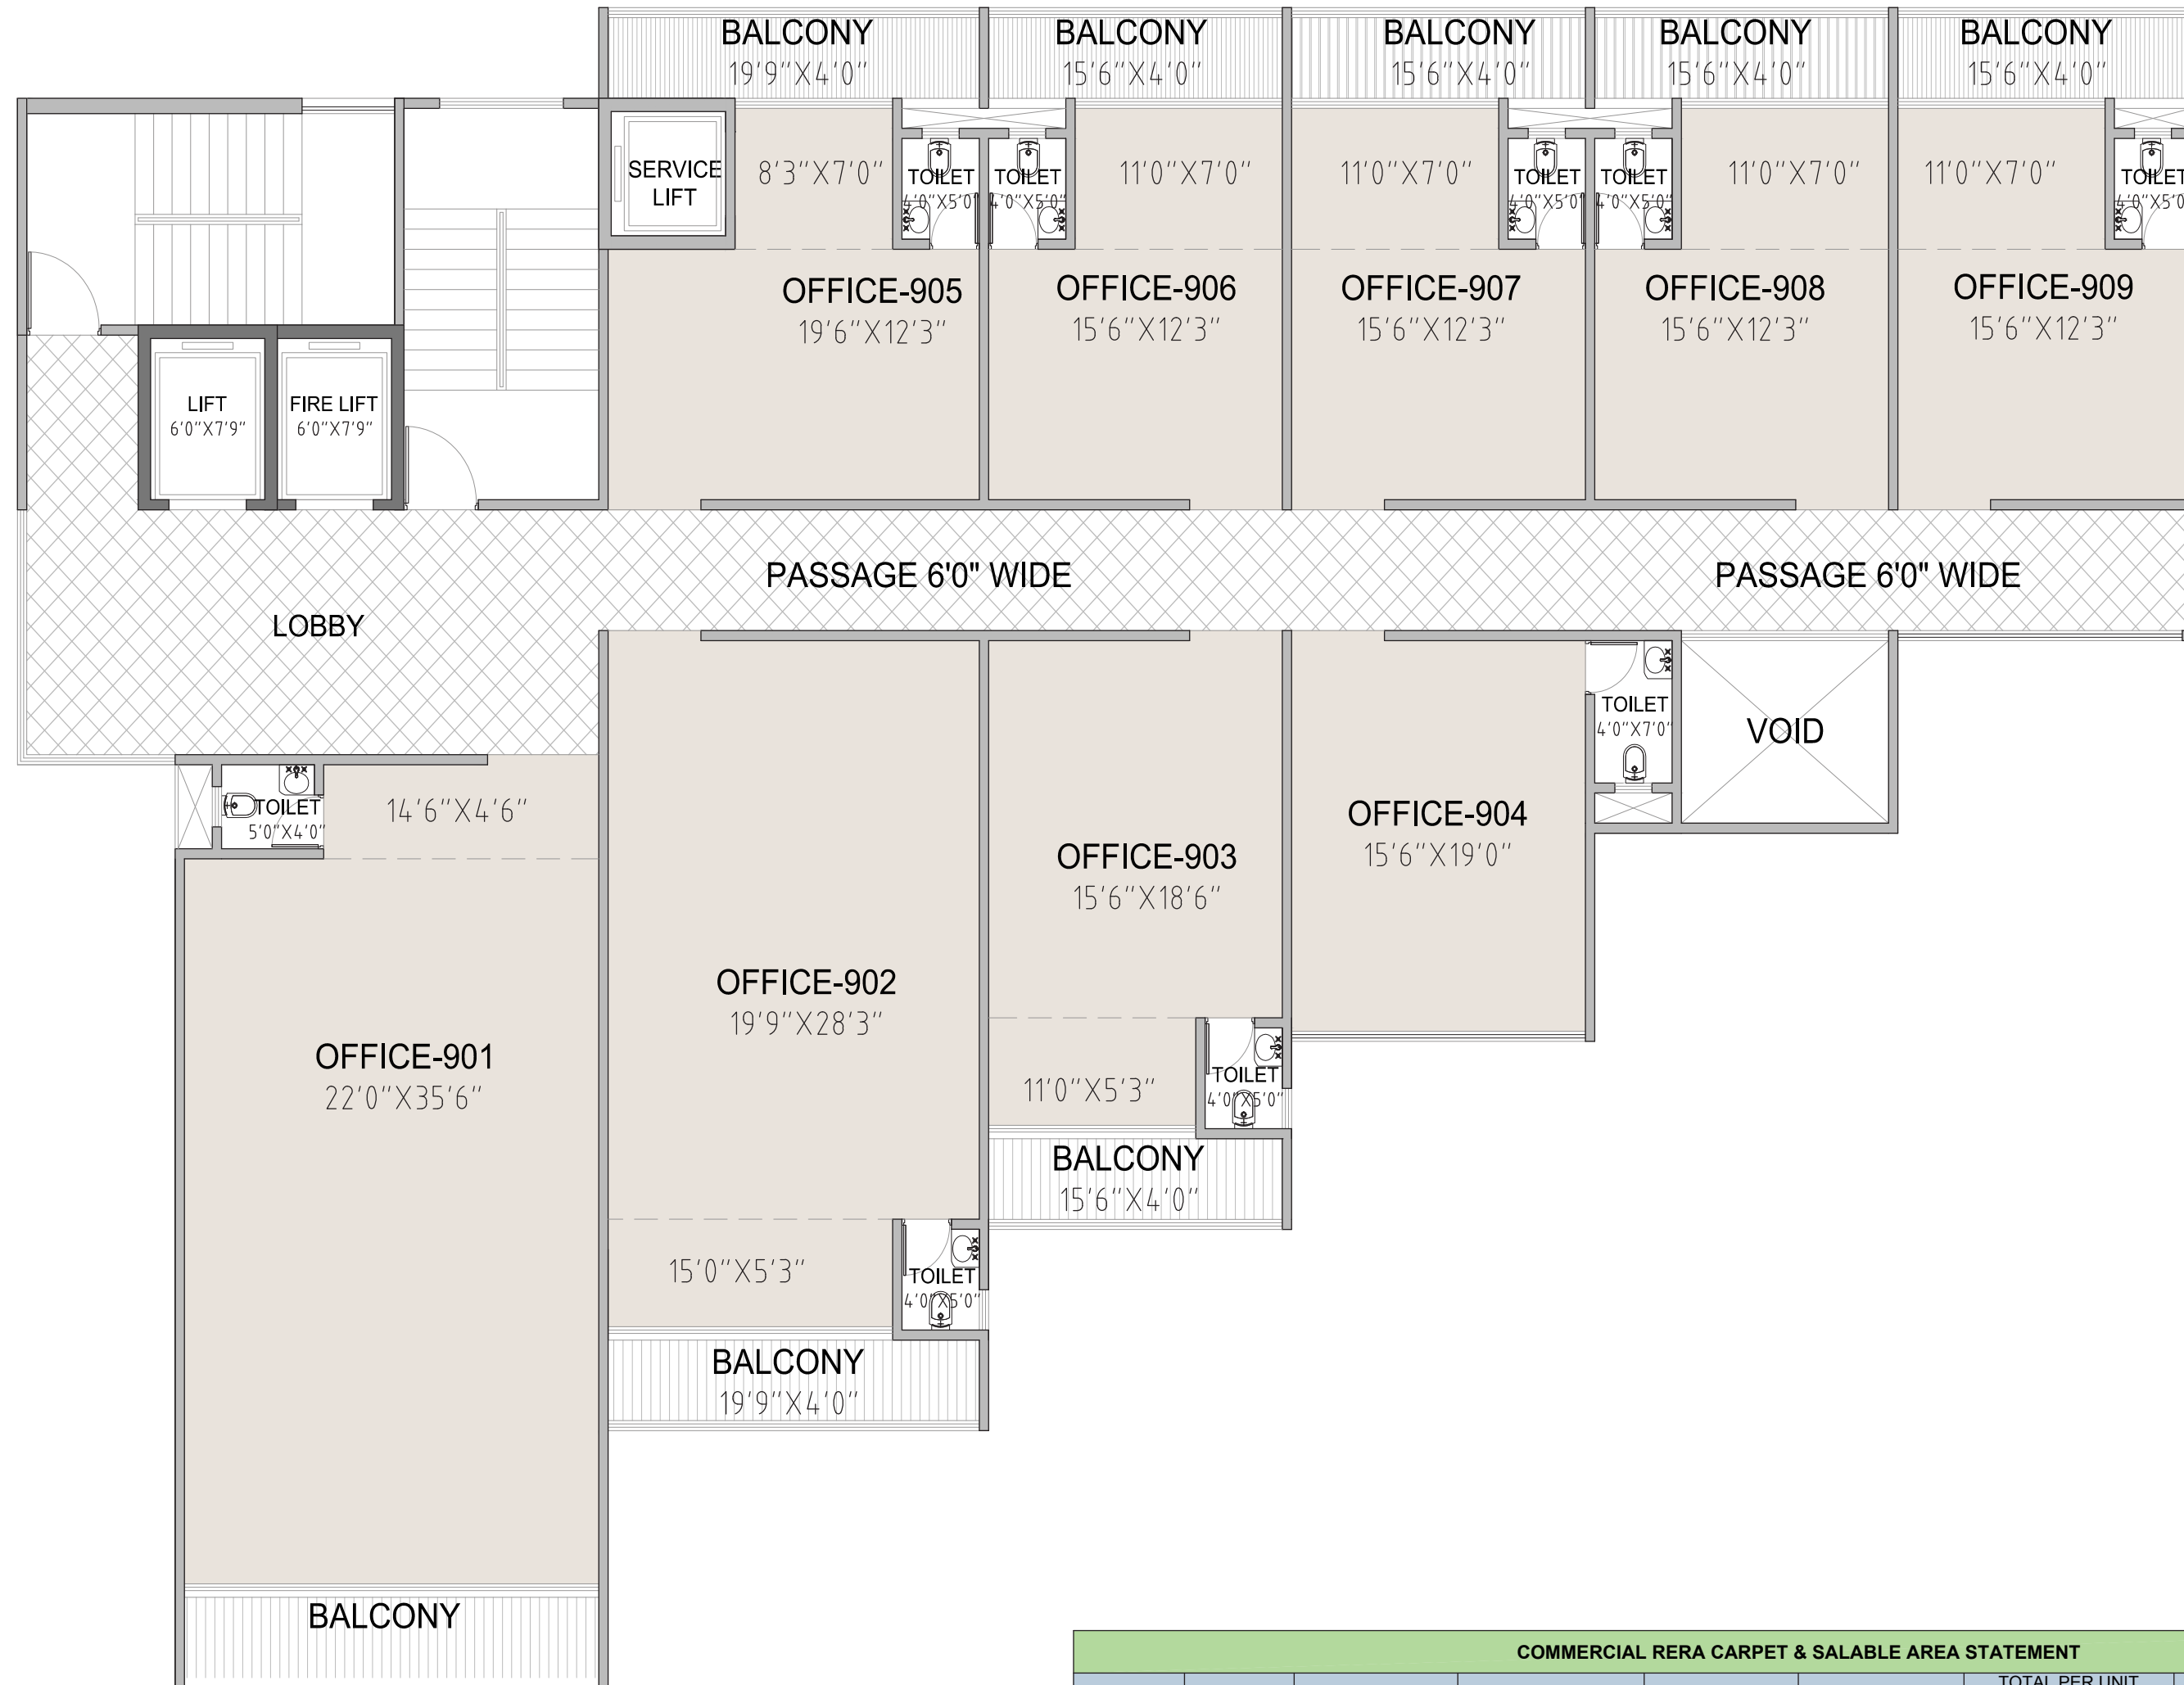 BALCONY
19'9"X4'0"
BALCONY
15'6"X4'0"
BALCONY
15'6"X4'0"
BALCONY
15'6"X4'0"
BALCONY
15'6"X4'0"
SERVICE
LIFT
8'3"X7'0"
TOILET
4'0"X5'0"
TOILET
4'0"X5'0"
11'0"X7'0"
11'0"X7'0"
TOILET
4'0"X5'0"
TOILET
4'0"X5'0"
11'0"X7'0"
11'0"X7'0"
TOILET
4'0"X5'0
OFFICE-905
19'6"X12'3"
OFFICE-906
15'6"X12'3"
OFFICE-907
15'6"X12'3"
OFFICE-908
15'6"X12'3"
OFFICE-909
15'6"X12'3"
LIFT
6'0"X7'9"
FIRE LIFT
6'0"X7'9"
PASSAGE 6'0" WIDE
PASSAGE 6'0" WIDE
LOBBY
TOILET
4'0"X7'0"
VOID
TOILET
5'0"X4'0"
14'6"X4'6"
OFFICE-904
15'6"X19'0"
OFFICE-903
15'6"X18'6"
OFFICE-902
19'9"X28'3"
OFFICE-901
22'0"X35'6"
11'0"X5'3"
TOILET
4'0"X5'0"
BALCONY
15'6"X4'0"
15'0"X5'3"
TOILET
4'0"X5'0"
BALCONY
19'9"X4'0"
BALCONY
COMMERCIAL RERA CARPET & SALABLE AREA STATEMENT
TOTAL PER UNIT